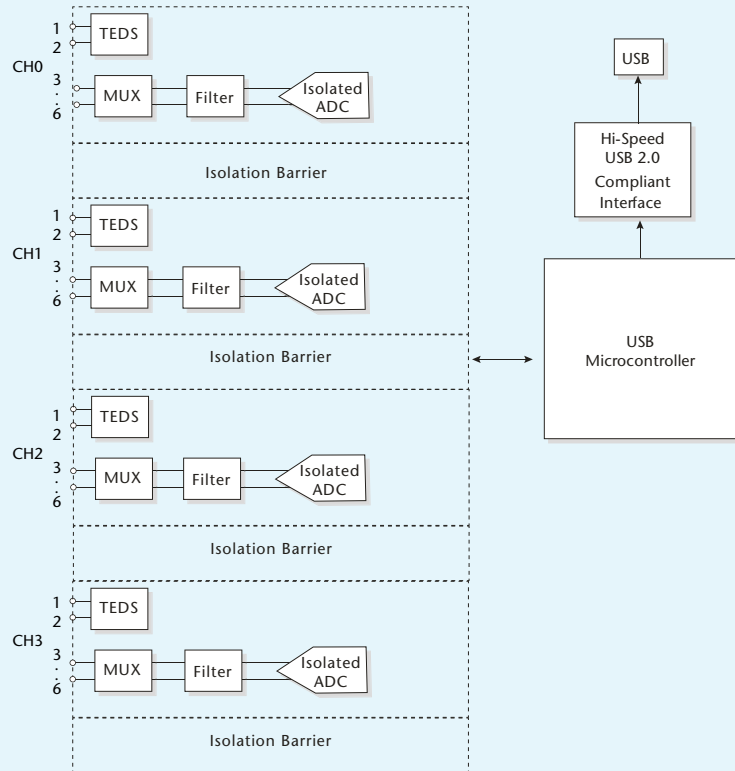 1
2
TEDS
CH0
3
.
.
6
MUX
Filter
Isolated
ADC
Isolation Barrier
1
2
TEDS
CH1
3
.
.
6
MUX
Filter
Isolated
ADC
Isolation Barrier
1
2
TEDS
CH2
3
.
.
6
MUX
Filter
Isolated
ADC
Isolation Barrier
1
2
TEDS
CH3
3
.
.
6
MUX
Filter
Isolated
ADC
Isolation Barrier
USB
Hi-Speed
USB 2.0
Compliant
Interface
USB
Microcontroller